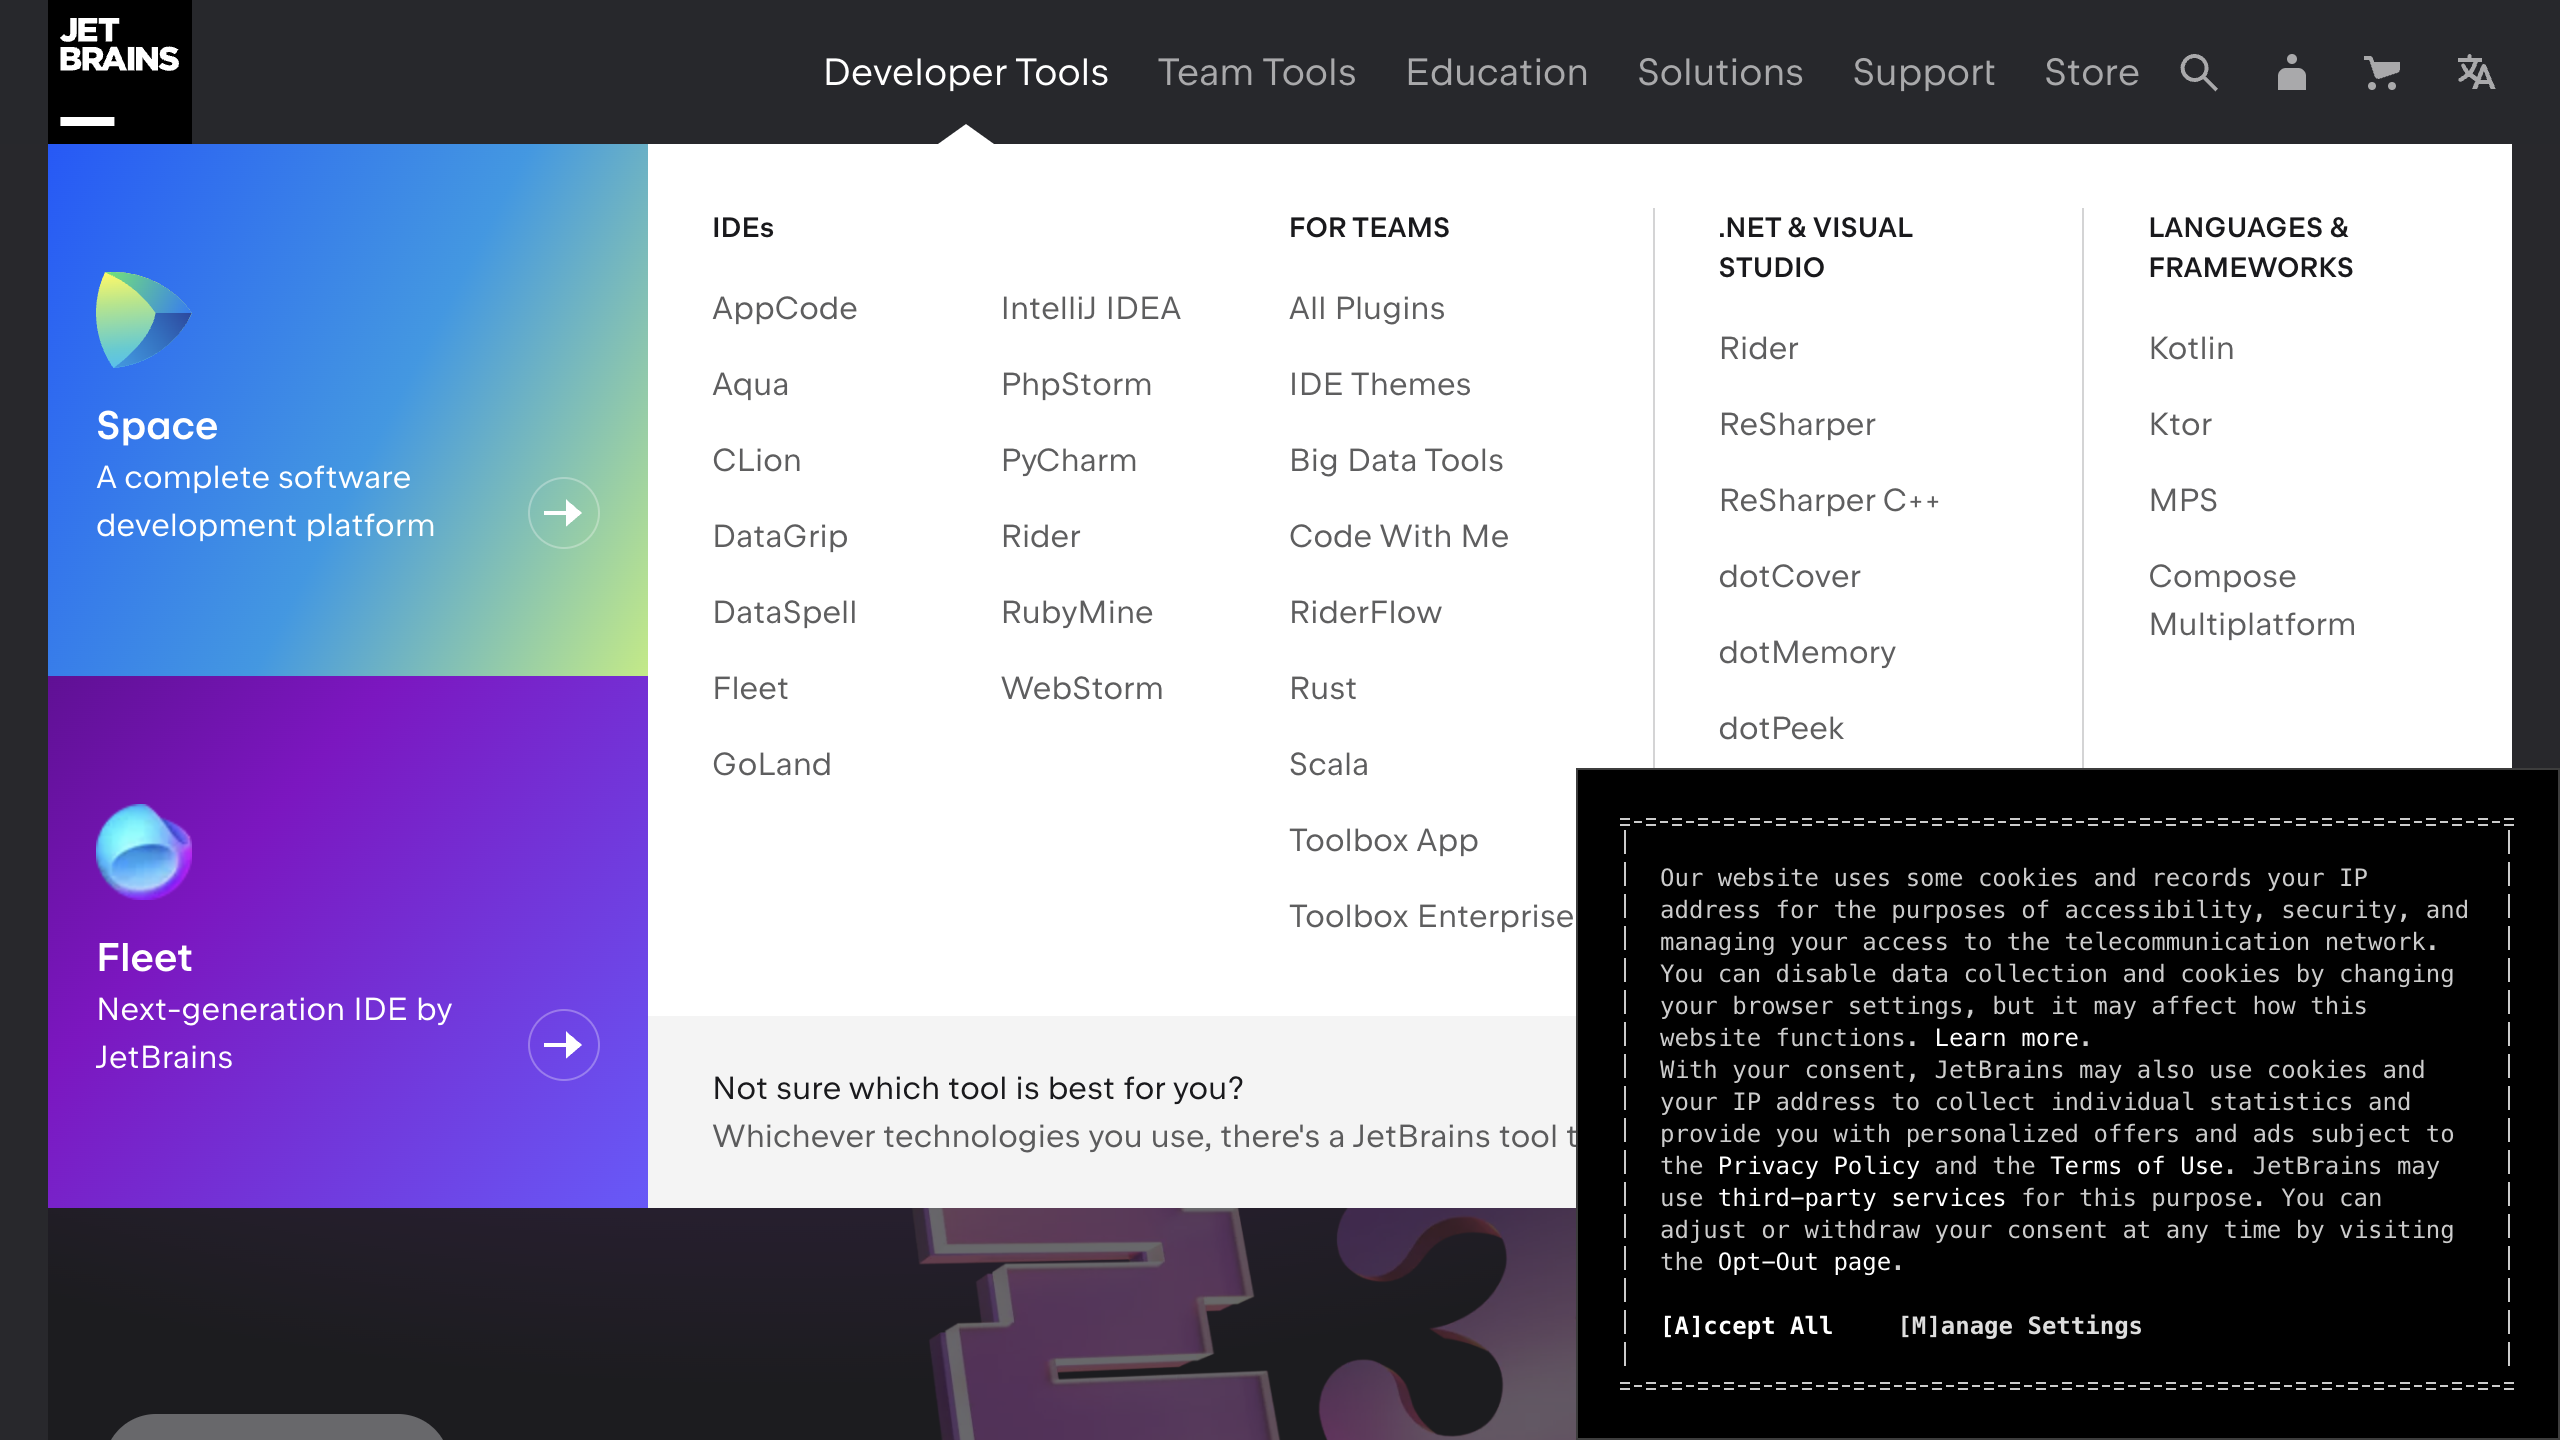 JET
BRAINS
Developer Tools
Team Tools
Education
Solutions
Support
Store
Space
A complete software
development platform
Fleet
Next-generation IDE by
JetBrains
IDEs
AppCode
Aqua
CLion
DataGrip
DataSpell
Fleet
GoLand
IntelliJ IDEA
PhpStorm
PyCharm
Rider
RubyMine
WebStorm
FOR TEAMS
All Plugins
IDE Themes
Big Data Tools
Code With Me
RiderFlow
Rust
Scala
Toolbox App
Toolbox Enterprise
.NET & VISUAL
STUDIO
Rider
ReSharper
ReSharper C++
dotCover
dotMemory
dotPeek
LANGUAGES &
FRAMEWORKS
Kotlin
Ktor
MPS
Compose
Multiplatform
Not sure which tool is best for you?
Whichever technologies you use, there's a JetBrains tool
Our website uses some cookies and records your IP
address for the purposes of accessibility, security, and
managing your access to the telecommunication network.
You can disable data collection and cookies by changing
your browser settings, but it may affect how this
website functions. Learn more.
With your consent, JetBrains may also use cookies and
your IP address to collect individual statistics and
provide you with personalized offers and ads subject to
the Privacy Policy and the Terms of Use. JetBrains may
use third-party services for this purpose. You can
adjust or withdraw your consent at any time by visiting
the Opt-Out page.
[A]ccept All
[M]anage Settings